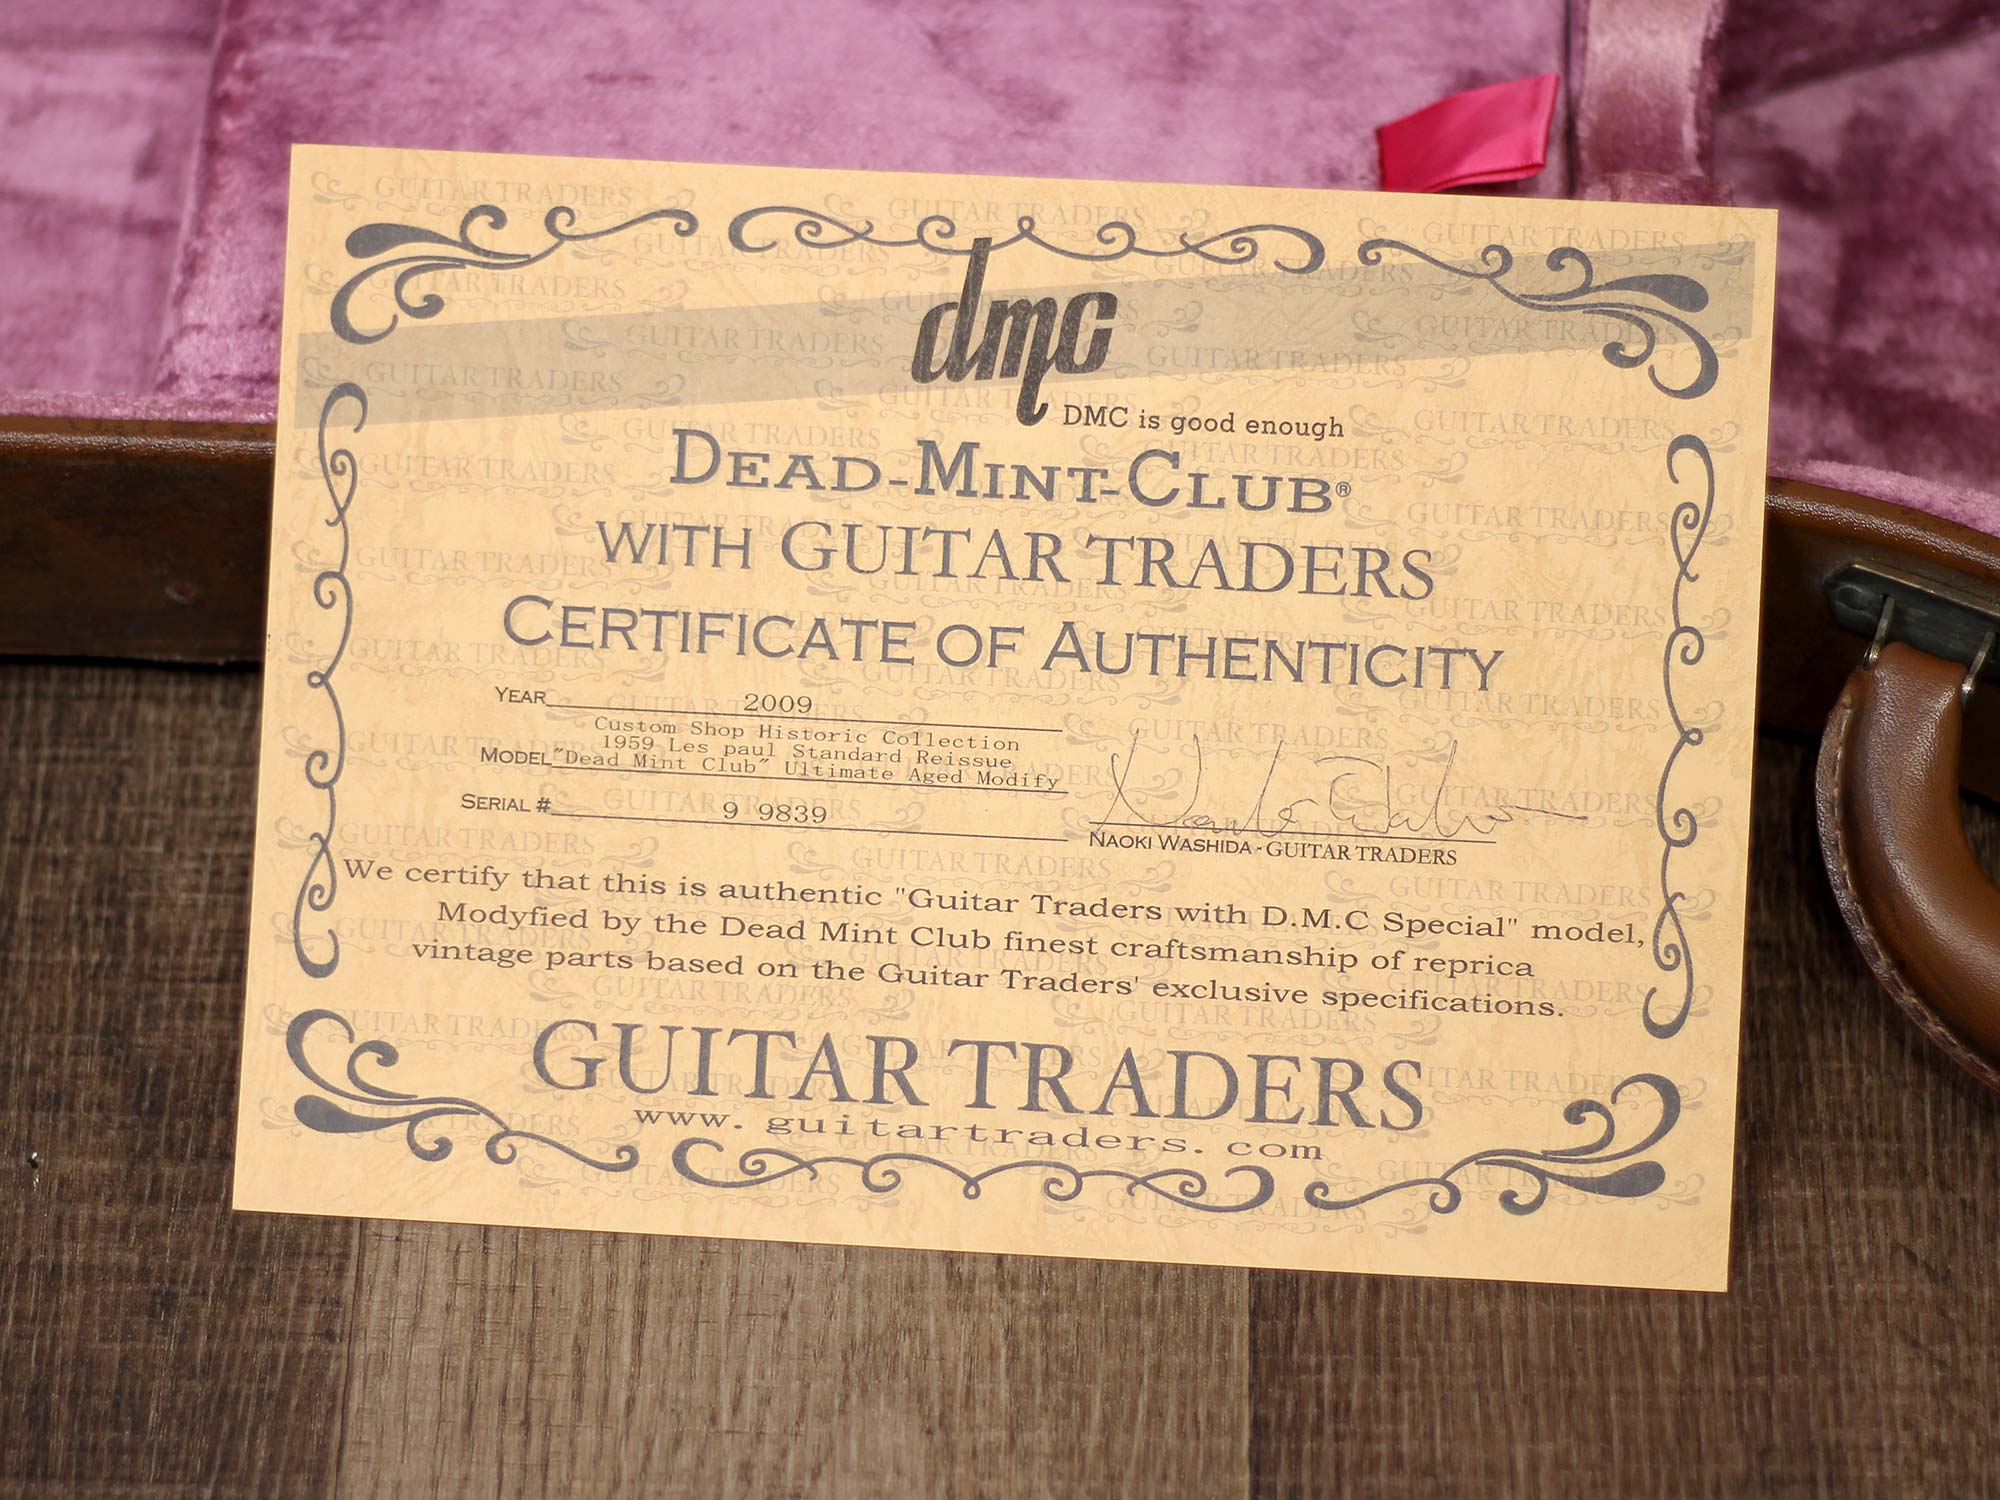 dmc
DMC is good enough
DEAD-MINT-CLUB®
WITH GUITAR TRADERS
CERTIFICATE OF AUTHENTICITY
YEAR 2009
Custom Shop Historic Collection
1959 Les paul Standard Reissue
MODEL "Dead Mint Club" Ultimate Aged Modify
SERIAL # 9 9839
NAOKI WASHIDA - GUITAR TRADERS
We certify that this is authentic "Guitar Traders with D.M.C Special" model,
Modyfied by the Dead Mint Club finest craftsmanship of reprica
vintage parts based on the Guitar Traders' exclusive specifications.
GUITAR TRADERS
www.guitartraders.com